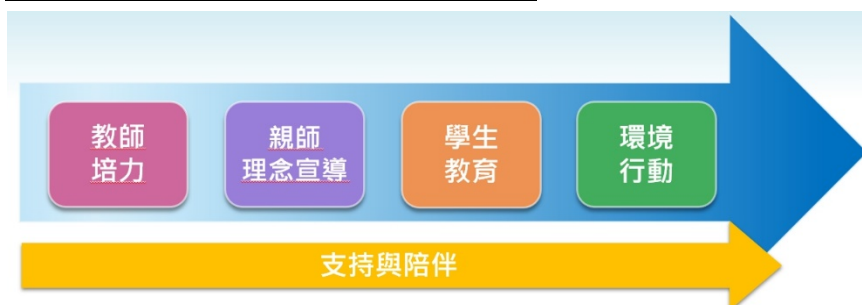 教師
培力
親師
理念宣導
學生
教育
環境
行動
支持與陪伴